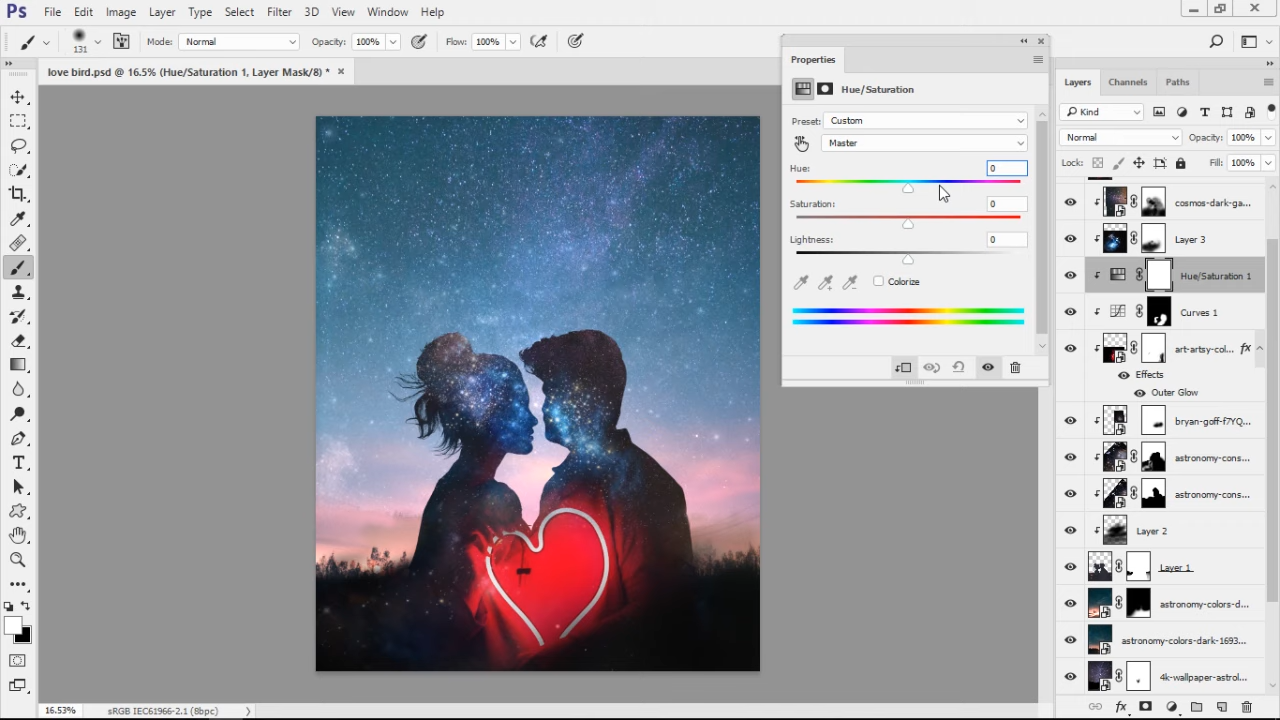 Ps File Edit Image Layer Type Select Filter 3D View Window Help
131 Mode: Normal Opacity: 100% Flow: 100%
love bird.psd @ 16.5% (Hue/Saturation 1, Layer Mask/8) * ×
Properties
Hue/Saturation
Preset: Custom
Master
Hue: 0
Saturation: 0
Lightness: 0
Colorize
Layers Channels Paths
Kind
Normal Opacity: 100%
Lock: Fill: 100%
cosmos-dark-ga...
Layer 3
Hue/Saturation 1
Curves 1
art-artsy-col... fx
Effects
Outer Glow
bryan-goff-f7YQ...
astronomy-cons...
astronomy-cons...
Layer 2
Layer 1
astronomy-colors-d...
astronomy-colors-dark-1693...
4k-wallpaper-astrol...
fx
16.53% sRGB IEC61966-2.1 (8bpc)